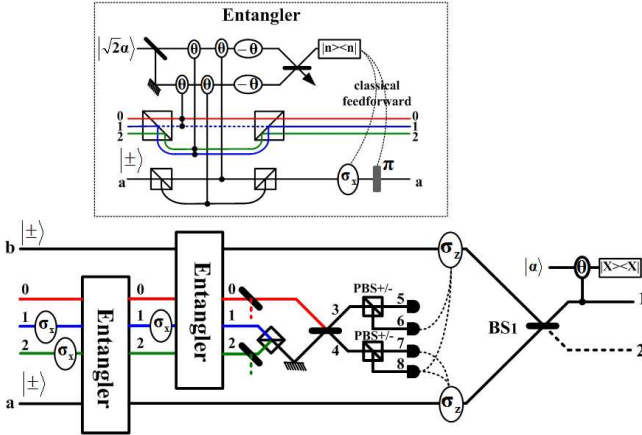 Entangler
|√2α⟩
θ θ −θ |n><n|
θ θ −θ
classical
feedforward
0 0
1 1
2 2
|±⟩
π
a σx a
|±⟩
b
σz
Entangler
|α⟩ θ |X><X|
PBS+/-
0 0 0 3 5
1
6
1 σx 1 σx 1
PBS+/-
BS1
2 σx 2 2 4 7
8
2
|±⟩
Entangler
a
σz